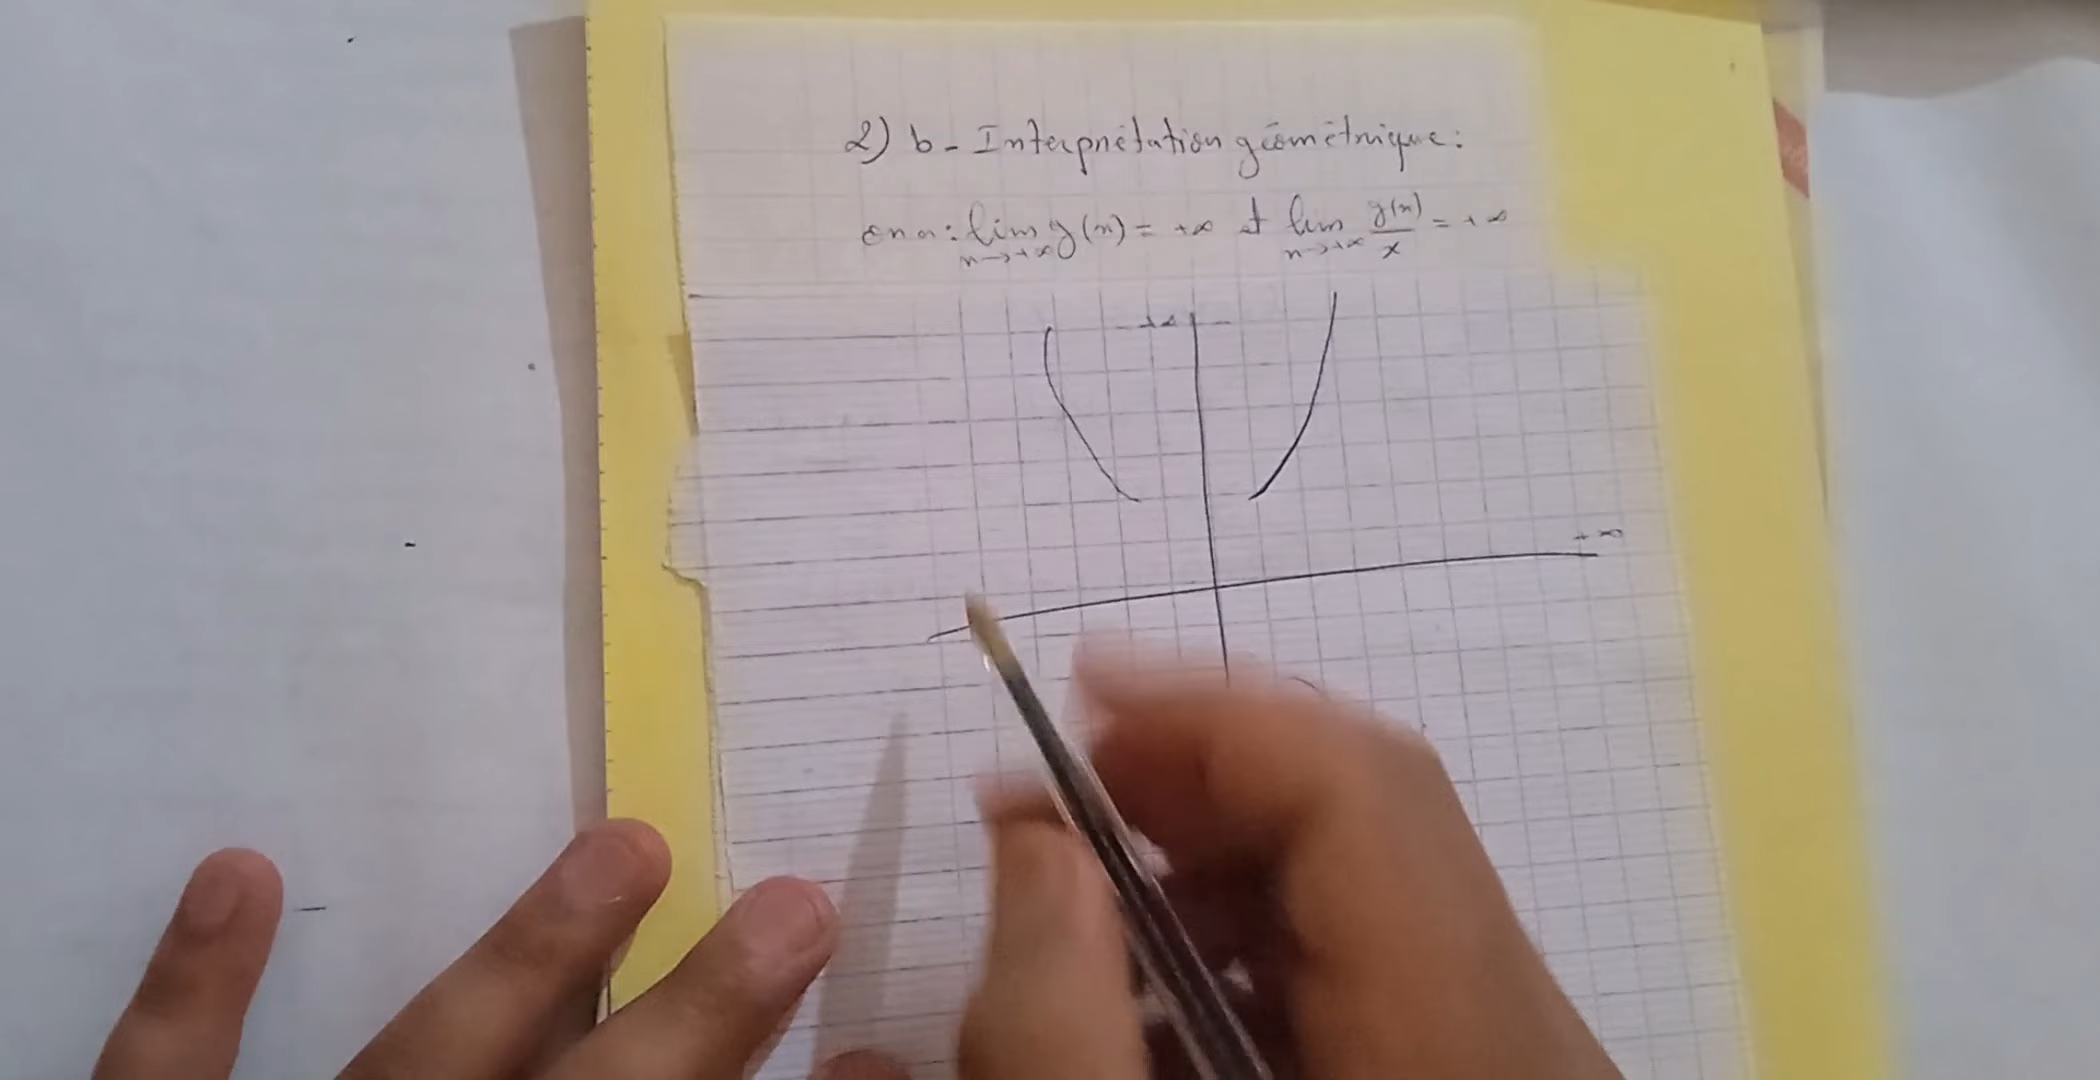 2) b - Interprétation géométrique:
on a: lim g(x) = +∞ et lim g(x)/x = +∞
x→+∞ x→+∞
+∞
+∞